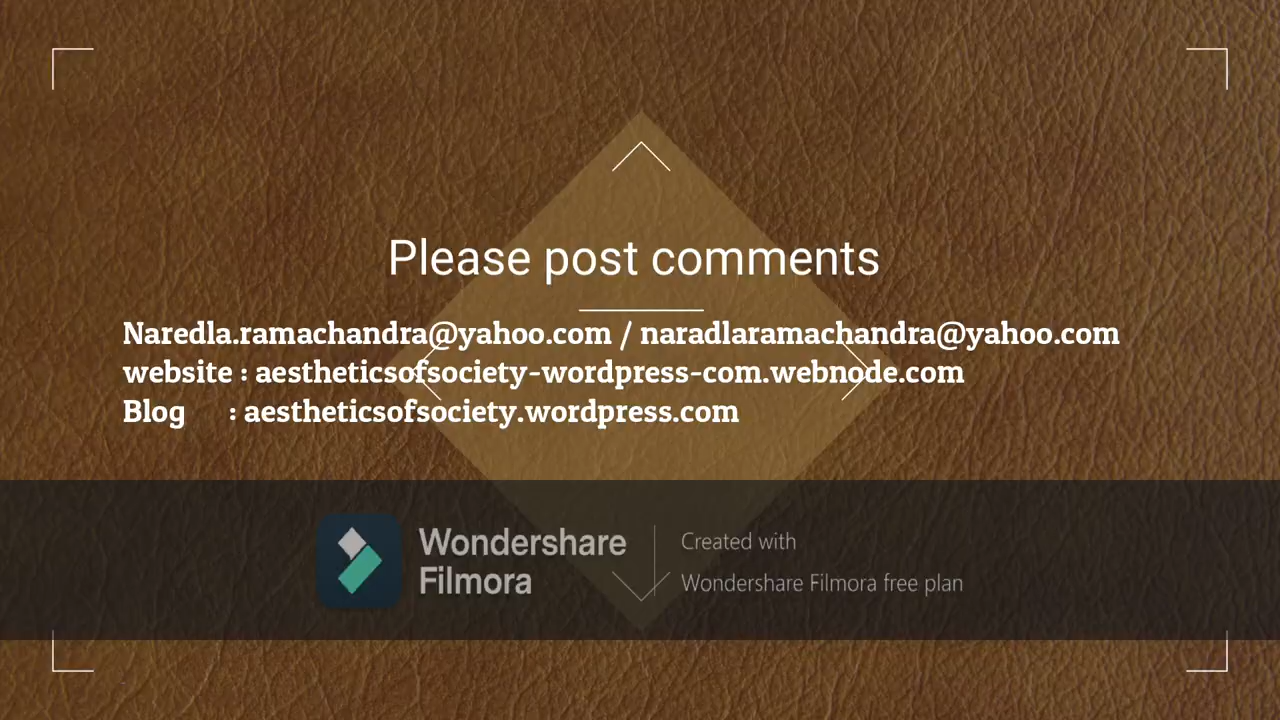 Please post comments
Naredla.ramachandra@yahoo.com / naradlaramachandra@yahoo.com
website : aestheticsofsociety-wordpress-com.webnode.com
Blog : aestheticsofsociety.wordpress.com
Wondershare
Filmora
Created with
Wondershare Filmora free plan